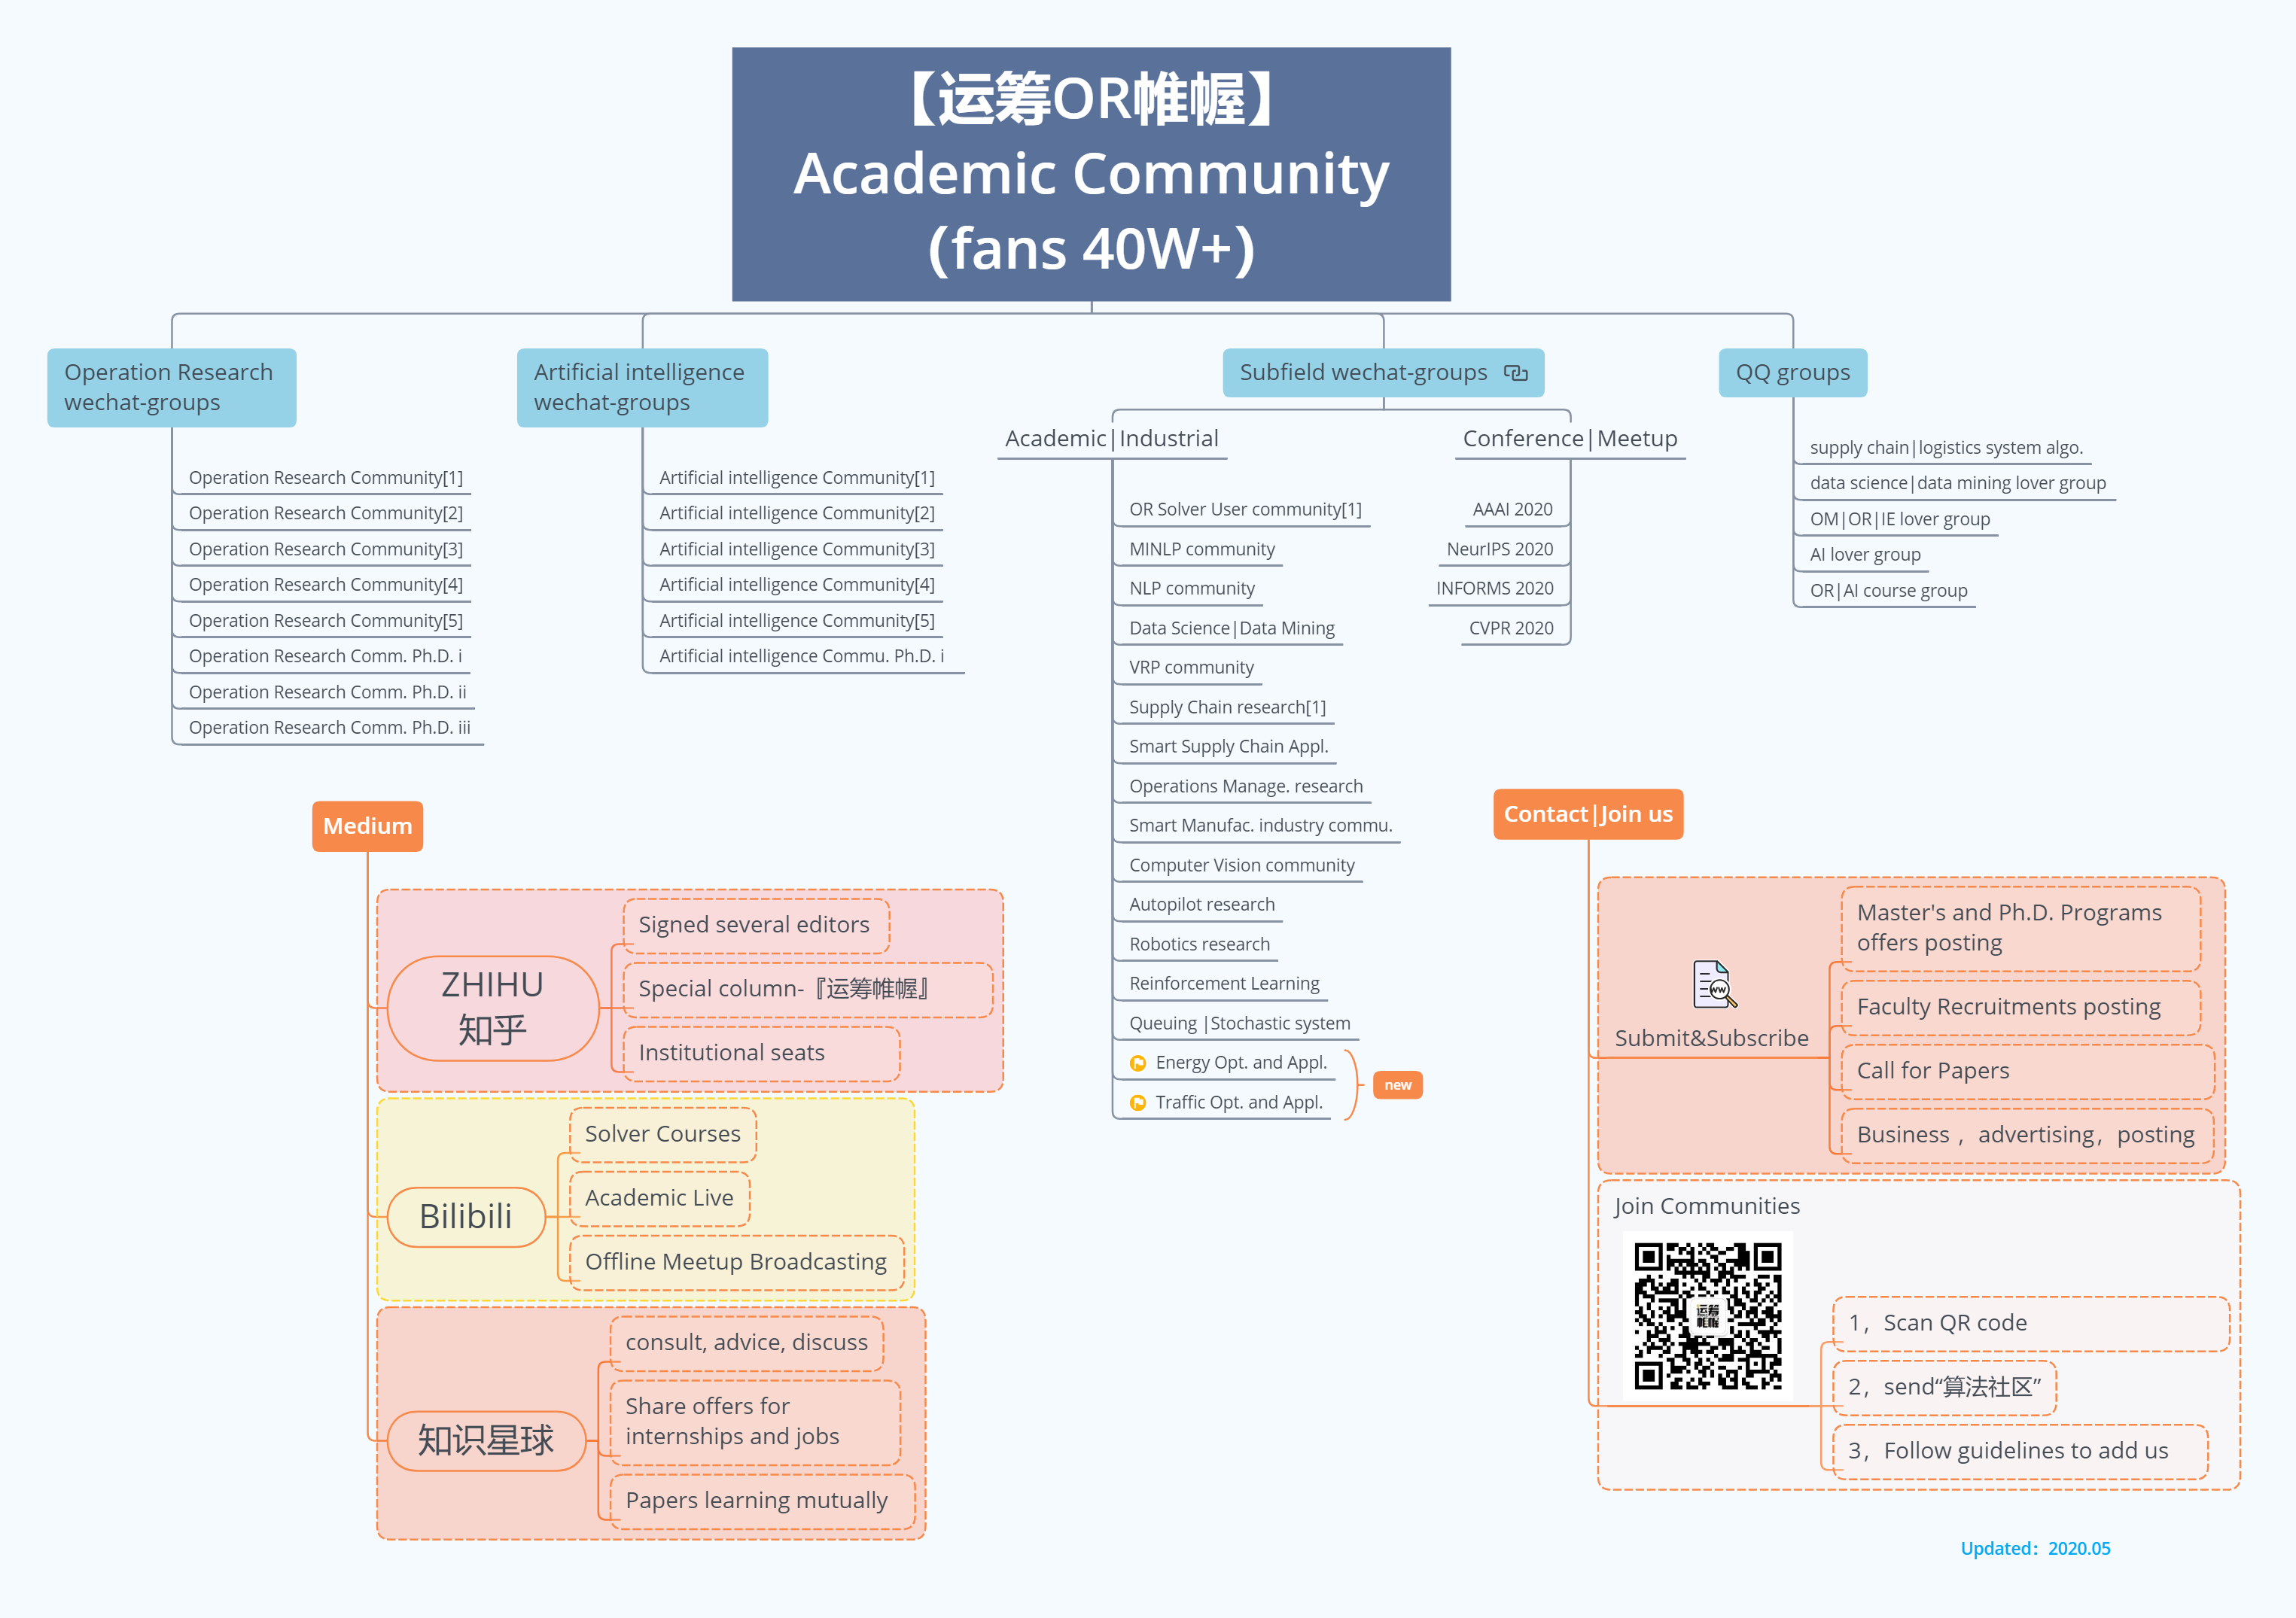 【运筹OR帷幄】
Academic Community
(fans 40W+)
Operation Research
wechat-groups
Operation Research Community[1]
Operation Research Community[2]
Operation Research Community[3]
Operation Research Community[4]
Operation Research Community[5]
Operation Research Comm. Ph.D. i
Operation Research Comm. Ph.D. ii
Operation Research Comm. Ph.D. iii
Artificial intelligence
wechat-groups
Artificial intelligence Community[1]
Artificial intelligence Community[2]
Artificial intelligence Community[3]
Artificial intelligence Community[4]
Artificial intelligence Community[5]
Artificial intelligence Commu. Ph.D. i
Subfield wechat-groups
Academic|Industrial
OR Solver User community[1]
MINLP community
NLP community
Data Science|Data Mining
VRP community
Supply Chain research[1]
Smart Supply Chain Appl.
Operations Manage. research
Smart Manufac. industry commu.
Computer Vision community
Autopilot research
Robotics research
Reinforcement Learning
Queuing |Stochastic system
Energy Opt. and Appl.
Traffic Opt. and Appl.
new
Conference|Meetup
AAAI 2020
NeurIPS 2020
INFORMS 2020
CVPR 2020
QQ groups
supply chain|logistics system algo.
data science|data mining lover group
OM|OR|IE lover group
AI lover group
OR|AI course group
Medium
ZHIHU
知乎
Signed several editors
Special column-『运筹帷幄』
Institutional seats
Bilibili
Solver Courses
Academic Live
Offline Meetup Broadcasting
知识星球
consult, advice, discuss
Share offers for
internships and jobs
Papers learning mutually
Contact|Join us
WW
Submit&Subscribe
Master's and Ph.D. Programs
offers posting
Faculty Recruitments posting
Call for Papers
Business ，advertising，posting
Join Communities
运筹
帷幄
1，Scan QR code
2，send“算法社区”
3，Follow guidelines to add us
Updated：2020.05